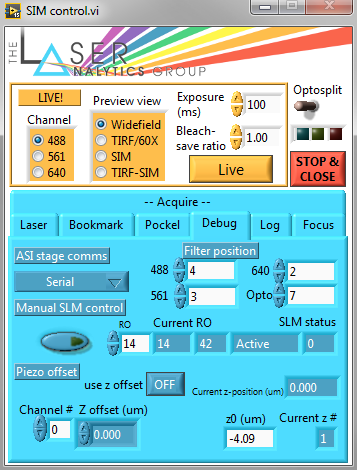 SIM control.vi
THE LASER
ANALYTICS GROUP
LIVE!
Channel
488
561
640
Preview view
Widefield
TIRF/60X
SIM
TIRF-SIM
Exposure (ms)
100
Bleach-save ratio
1.00
Live
Optosplit
STOP & CLOSE
-- Acquire --
Laser Bookmark Pockel Debug Log Focus
ASI stage comms
Serial
Filter position
488 4 640 2
561 3 Opto 7
Manual SLM control
RO Current RO SLM status
14 14 42 Active 0
Piezo offset
use z offset OFF Current z-position (um) 0.000
Channel # Z offset (um)
0 0.000
z0 (um) Current z #
-4.09 1